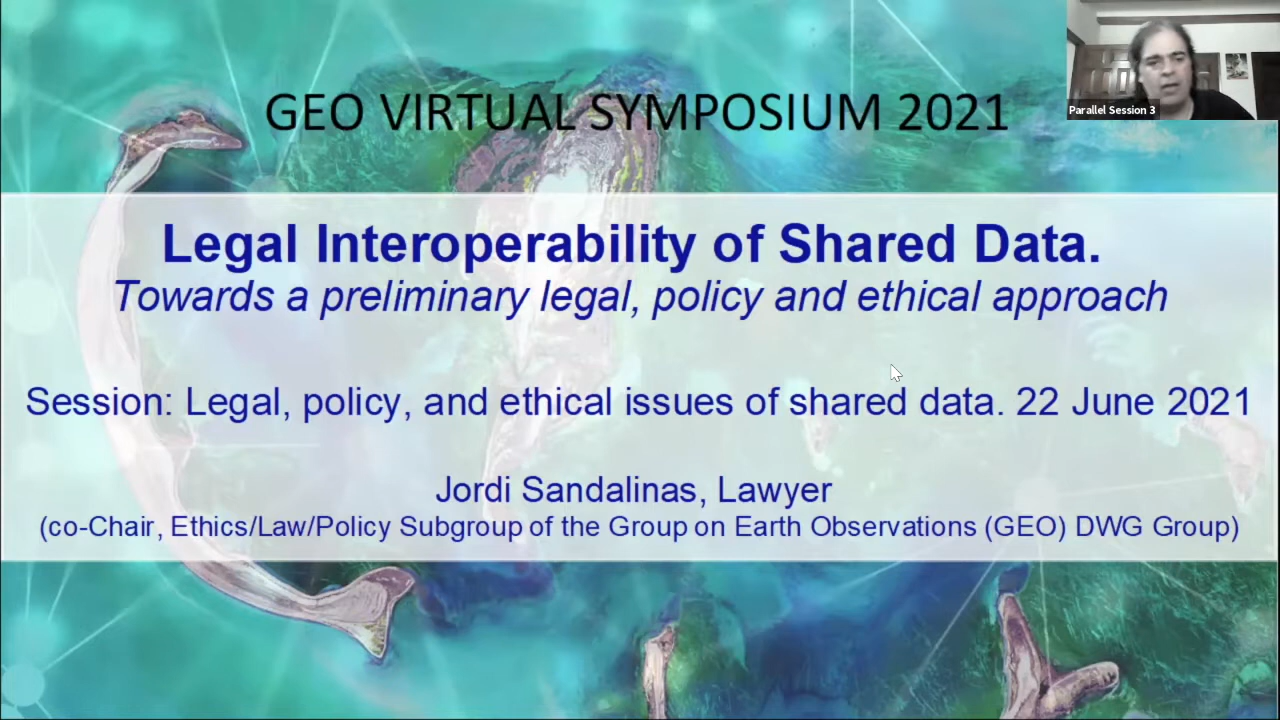 GEO VIRTUAL SYMPOSIUM 2021
Parallel Session 3
Legal Interoperability of Shared Data.
Towards a preliminary legal, policy and ethical approach
Session: Legal, policy, and ethical issues of shared data. 22 June 2021
Jordi Sandalinas, Lawyer
(co-Chair, Ethics/Law/Policy Subgroup of the Group on Earth Observations (GEO) DWG Group)